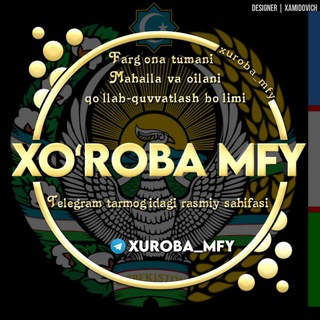 DESIGNER | XAMIDOVICH
Farg ona tumani
Mahalla va oilani
qo llab-quvvatlash bo limi
xuroba_mfy
XO‘ROBA MFY
Telegram tarmog idagi rasmiy sahifasi
XUROBA_MFY